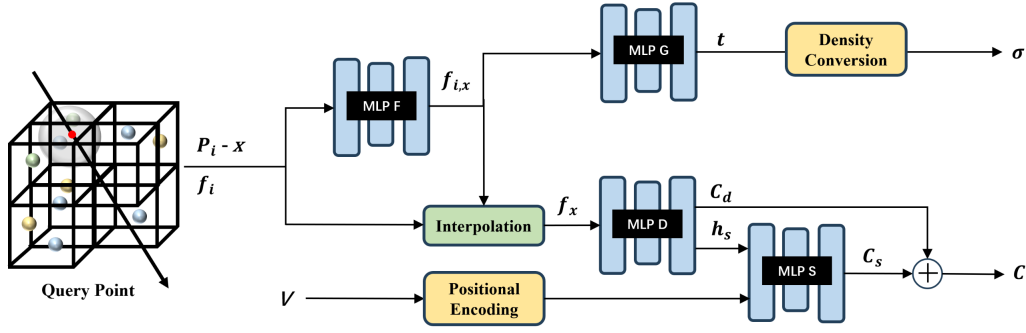 P_i - x
f_i
Query Point
MLP F
f_{i,x}
MLP G
t
Density
Conversion
σ
Interpolation
f_x
MLP D
C_d
h_s
V
Positional
Encoding
MLP S
C_s
C